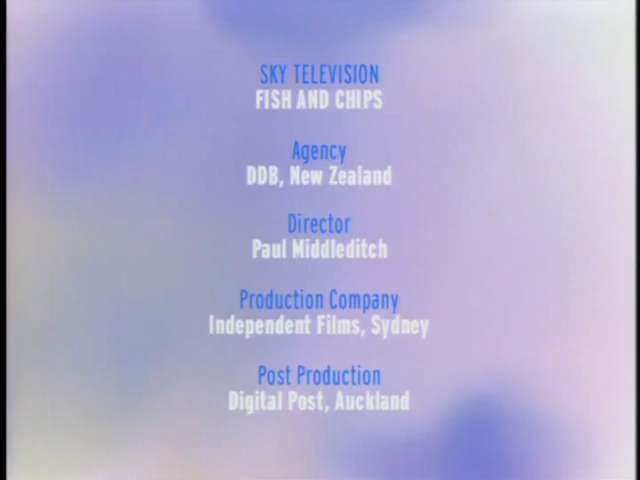 SKY TELEVISION
FISH AND CHIPS
Agency
DDB, New Zealand
Director
Paul Middleditch
Production Company
Independent Films, Sydney
Post Production
Digital Post, Auckland